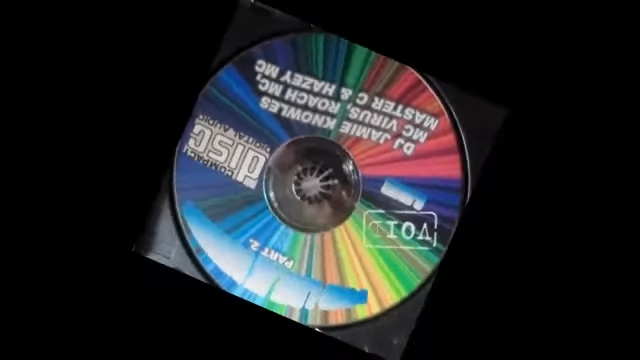 PART 2.
VOID
COMPACT
disc
DIGITAL AUDIO
DJ JAMIE KNOWLES
MC VIRUS, ROACH MC,
MASTER C & HAZEY MC